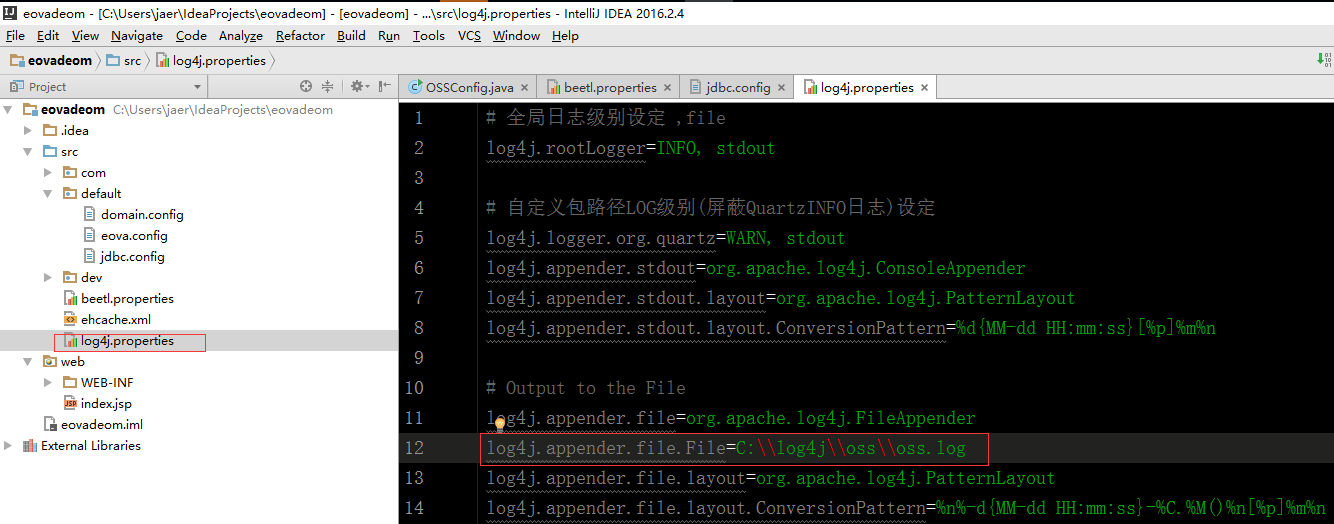 eovadeom - [C:\Users\jaer\IdeaProjects\eovadeom] - [eovadeom] - ...\src\log4j.properties - IntelliJ IDEA 2016.2.4
File Edit View Navigate Code Analyze Refactor Build Run Tools VCS Window Help
eovadeom src log4j.properties
Project
OSSConfig.java beetl.properties jdbc.config log4j.properties
eovadeom C:\Users\jaer\IdeaProjects\eovadeom
.idea
src
com
default
domain.config
eova.config
jdbc.config
dev
beetl.properties
ehcache.xml
log4j.properties
web
WEB-INF
index.jsp
eovadeom.iml
External Libraries
1 # 全局日志级别设定 ,file
2 log4j.rootLogger=INFO, stdout
3
4 # 自定义包路径LOG级别(屏蔽QuartzINFO日志)设定
5 log4j.logger.org.quartz=WARN, stdout
6 log4j.appender.stdout=org.apache.log4j.ConsoleAppender
7 log4j.appender.stdout.layout=org.apache.log4j.PatternLayout
8 log4j.appender.stdout.layout.ConversionPattern=%d{MM-dd HH:mm:ss}[%p]%m%n
9
10 # Output to the File
11 log4j.appender.file=org.apache.log4j.FileAppender
12 log4j.appender.file.File=C:\\log4j\\oss\\oss.log
13 log4j.appender.file.layout=org.apache.log4j.PatternLayout
14 log4j.appender.file.layout.ConversionPattern=%n%-d{MM-dd HH:mm:ss}-%C.%M()%n[%p]%m%n